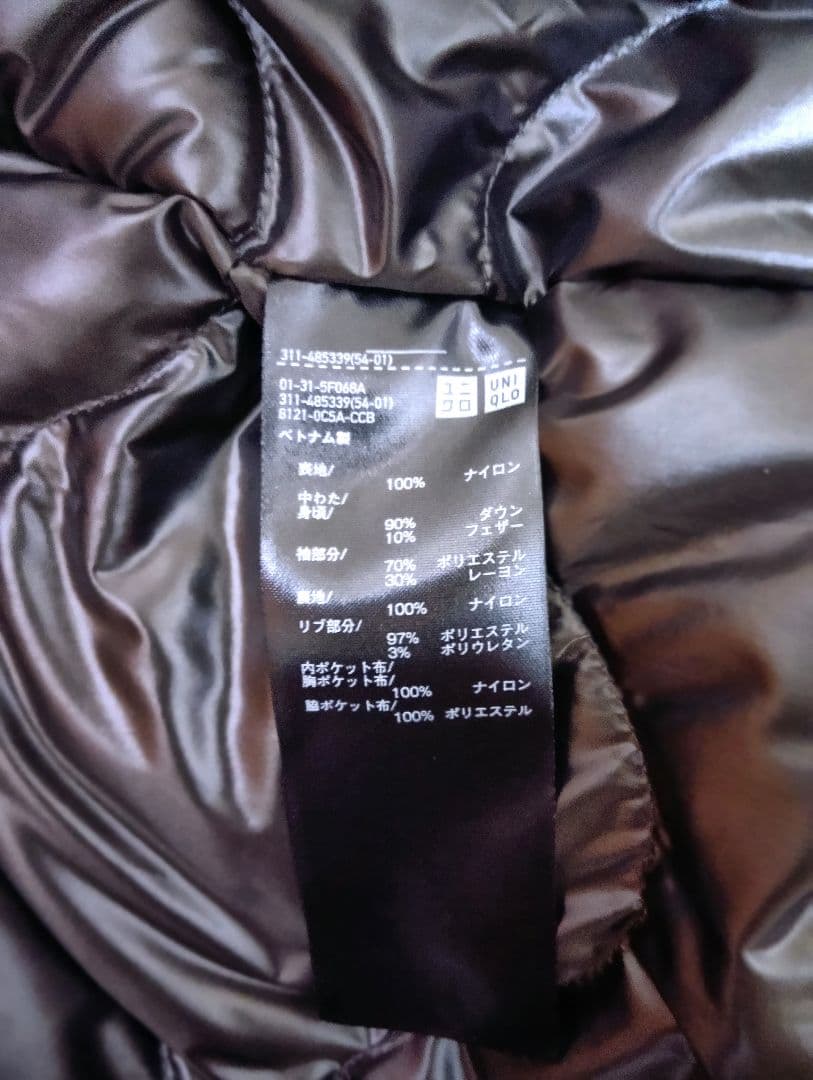 311-485339(54-01)
01-31-5F068A
311-485339(54-01)
8121-0C5A-CCB
ユニ
クロ
UNI
QLO
ベトナム製
表地/
100% ナイロン
中わた/
身頃/
90% ダウン
10% フェザー
袖部分/
70% ポリエステル
30% レーヨン
裏地/
100% ナイロン
リブ部分/
97% ポリエステル
3% ポリウレタン
内ポケット布/
胸ポケット布/
100% ナイロン
脇ポケット布/
100% ポリエステル